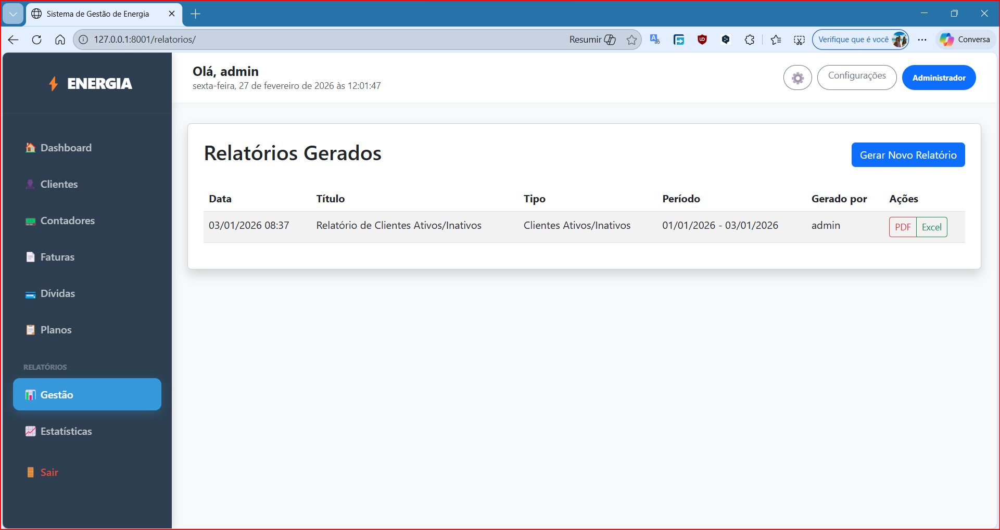 Sistema de Gestão de Energia
127.0.0.1:8001/relatorios/
Resumir
Verifique que é você
Conversa
ENERGIA
Olá, admin
sexta-feira, 27 de fevereiro de 2026 às 12:01:47
Configurações
Administrador
Dashboard
Clientes
Contadores
Faturas
Dívidas
Planos
RELATÓRIOS
Gestão
Estatísticas
Sair
Relatórios Gerados
Gerar Novo Relatório
Data Título Tipo Período Gerado por Ações
03/01/2026 08:37 Relatório de Clientes Ativos/Inativos Clientes Ativos/Inativos 01/01/2026 - 03/01/2026 admin PDF Excel